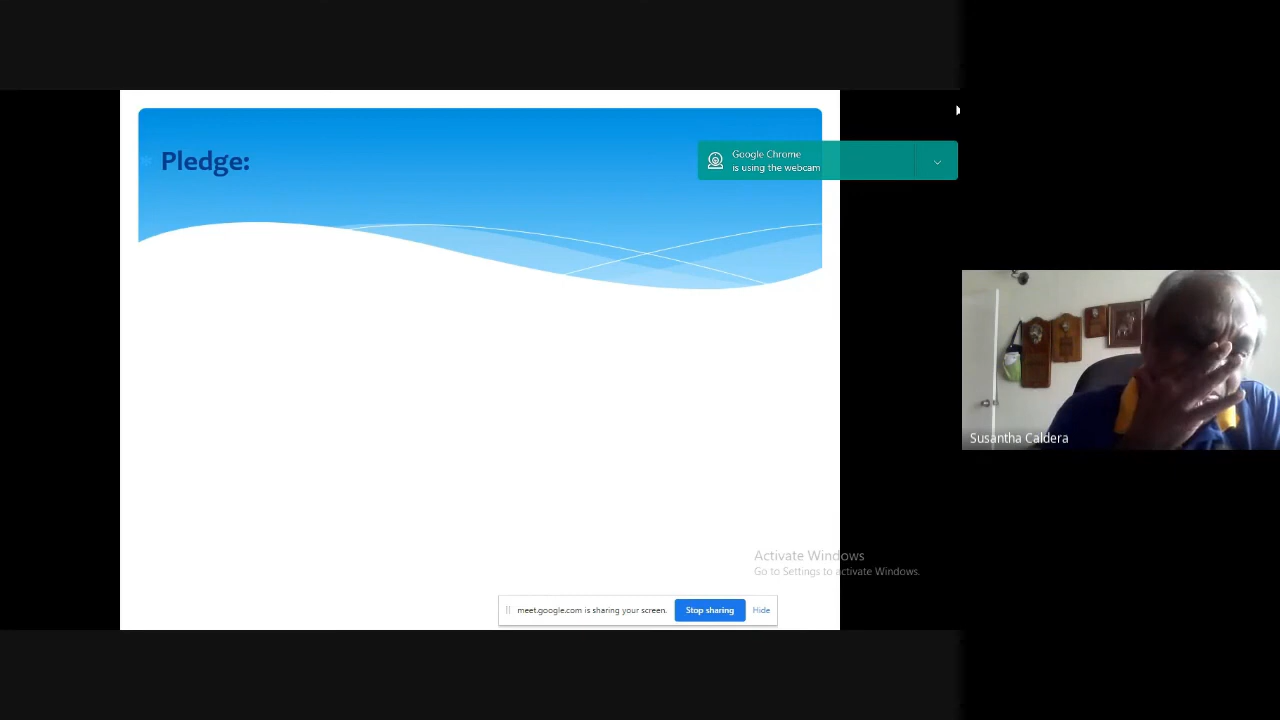 Pledge:
Google Chrome
is using the webcam
Susantha Caldera
Activate Windows
Go to Settings to activate Windows.
meet.google.com is sharing your screen.
Stop sharing
Hide